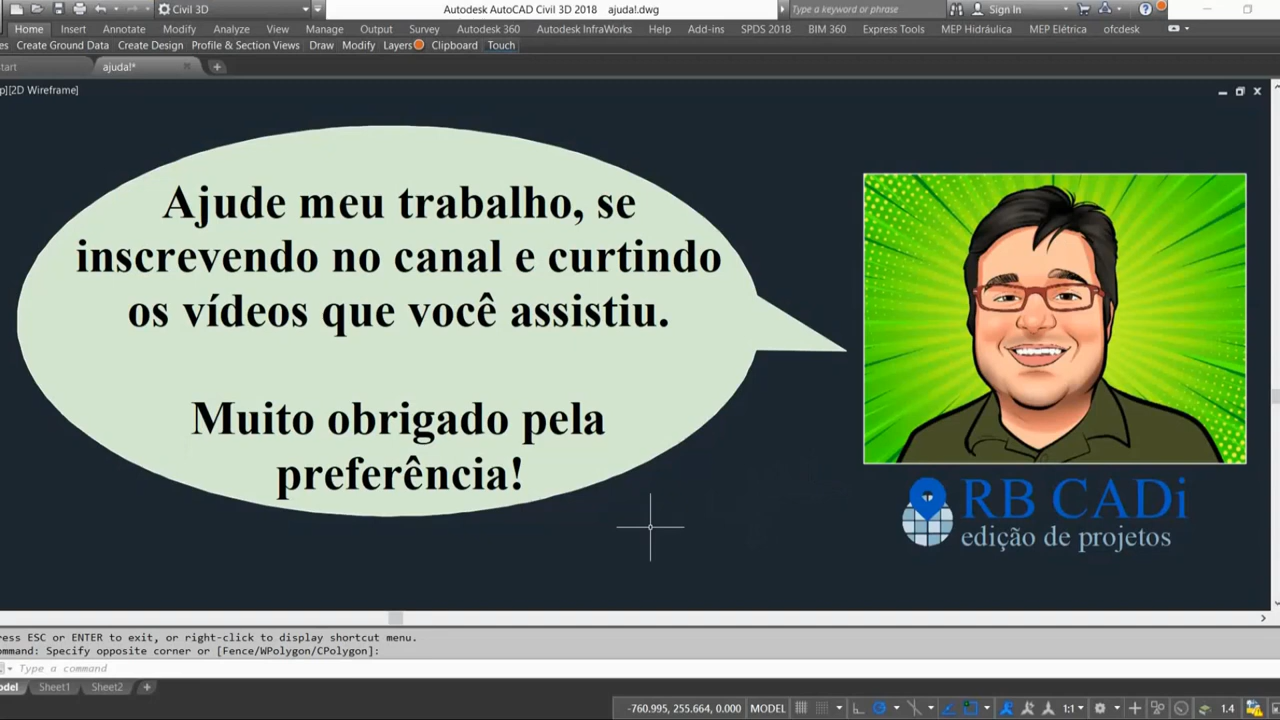 Civil 3D
Autodesk AutoCAD Civil 3D 2018 ajuda!.dwg
Type a keyword or phrase
Sign In
Home Insert Annotate Modify Analyze View Manage Output Survey Autodesk 360 Autodesk InfraWorks Help Add-ins SPDS 2018 BIM 360 Express Tools MEP Hidráulica MEP Elétrica ofcdesk
Create Ground Data Create Design Profile & Section Views Draw Modify Layers Clipboard Touch
tart ajuda!*
p][2D Wireframe]
Ajude meu trabalho, se
inscrevendo no canal e curtindo
os vídeos que você assistiu.
Muito obrigado pela
preferência!
RB CADi
edição de projetos
ress ESC or ENTER to exit, or right-click to display shortcut menu.
ommand: Specify opposite corner or [Fence/WPolygon/CPolygon]:
Type a command
odel Sheet1 Sheet2
-760.995, 255.664, 0.000 MODEL 1:1 1.4